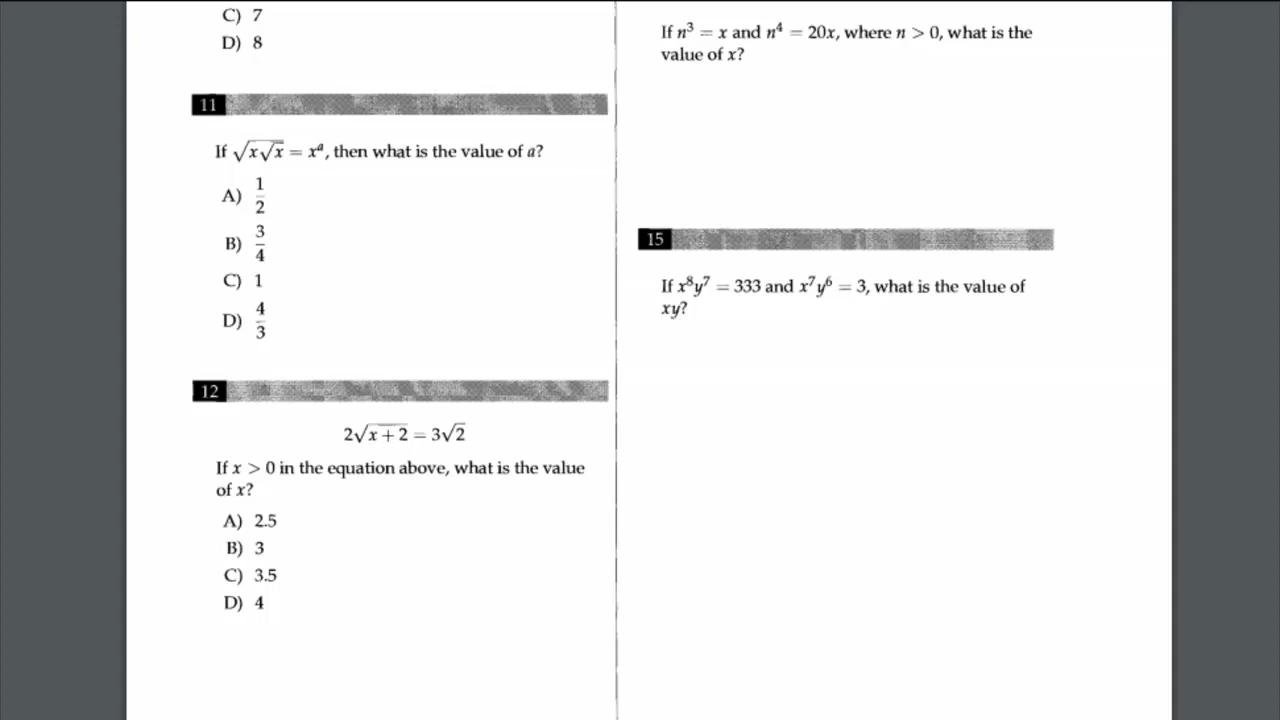 C) 7
D) 8
11
If √(x√x) = xᵃ, then what is the value of a?
A) 1/2
B) 3/4
C) 1
D) 4/3
12
2√(x + 2) = 3√2
If x > 0 in the equation above, what is the value
of x?
A) 2.5
B) 3
C) 3.5
D) 4
If n³ = x and n⁴ = 20x, where n > 0, what is the
value of x?
15
If x⁸y⁷ = 333 and x⁷y⁶ = 3, what is the value of
xy?